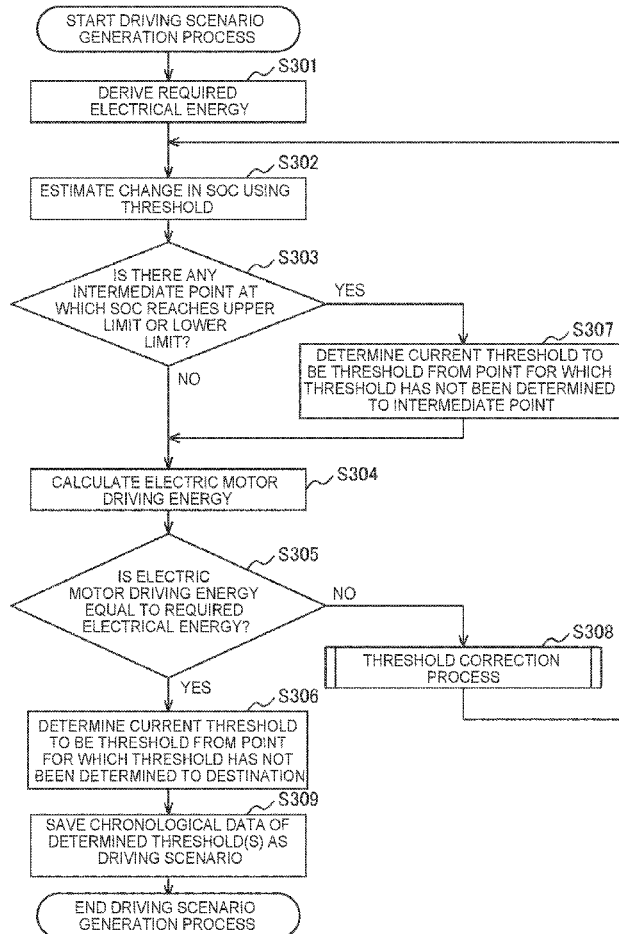 START DRIVING SCENARIO
GENERATION PROCESS
S301
DERIVE REQUIRED
ELECTRICAL ENERGY
S302
ESTIMATE CHANGE IN SOC USING
THRESHOLD
S303
IS THERE ANY
INTERMEDIATE POINT AT
WHICH SOC REACHES UPPER
LIMIT OR LOWER
LIMIT?
YES
NO
S307
DETERMINE CURRENT THRESHOLD TO
BE THRESHOLD FROM POINT FOR WHICH
THRESHOLD HAS NOT BEEN DETERMINED
TO INTERMEDIATE POINT
S304
CALCULATE ELECTRIC MOTOR
DRIVING ENERGY
S305
IS ELECTRIC
MOTOR DRIVING ENERGY
EQUAL TO REQUIRED
ELECTRICAL ENERGY?
NO
YES
S308
THRESHOLD CORRECTION
PROCESS
S306
DETERMINE CURRENT THRESHOLD
TO BE THRESHOLD FROM POINT
FOR WHICH THRESHOLD HAS NOT
BEEN DETERMINED TO DESTINATION
S309
SAVE CHRONOLOGICAL DATA OF
DETERMINED THRESHOLD(S) AS
DRIVING SCENARIO
END DRIVING SCENARIO
GENERATION PROCESS